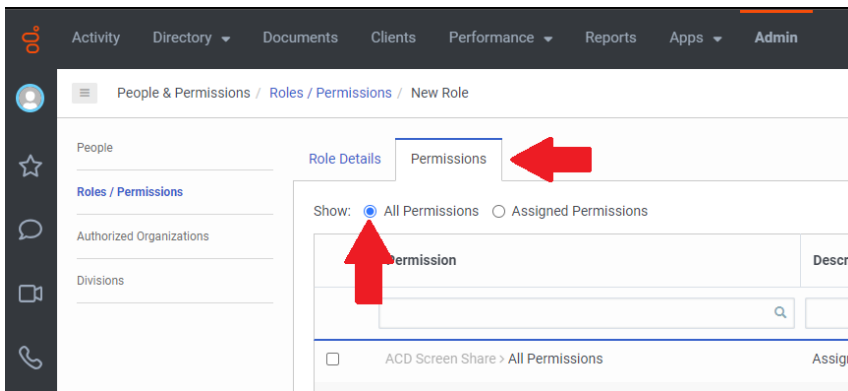 Activity Directory Documents Clients Performance Reports Apps Admin
People & Permissions / Roles / Permissions / New Role
People
Roles / Permissions
Authorized Organizations
Divisions
Role Details Permissions
Show: All Permissions Assigned Permissions
Permission Descr
ACD Screen Share > All Permissions Assign